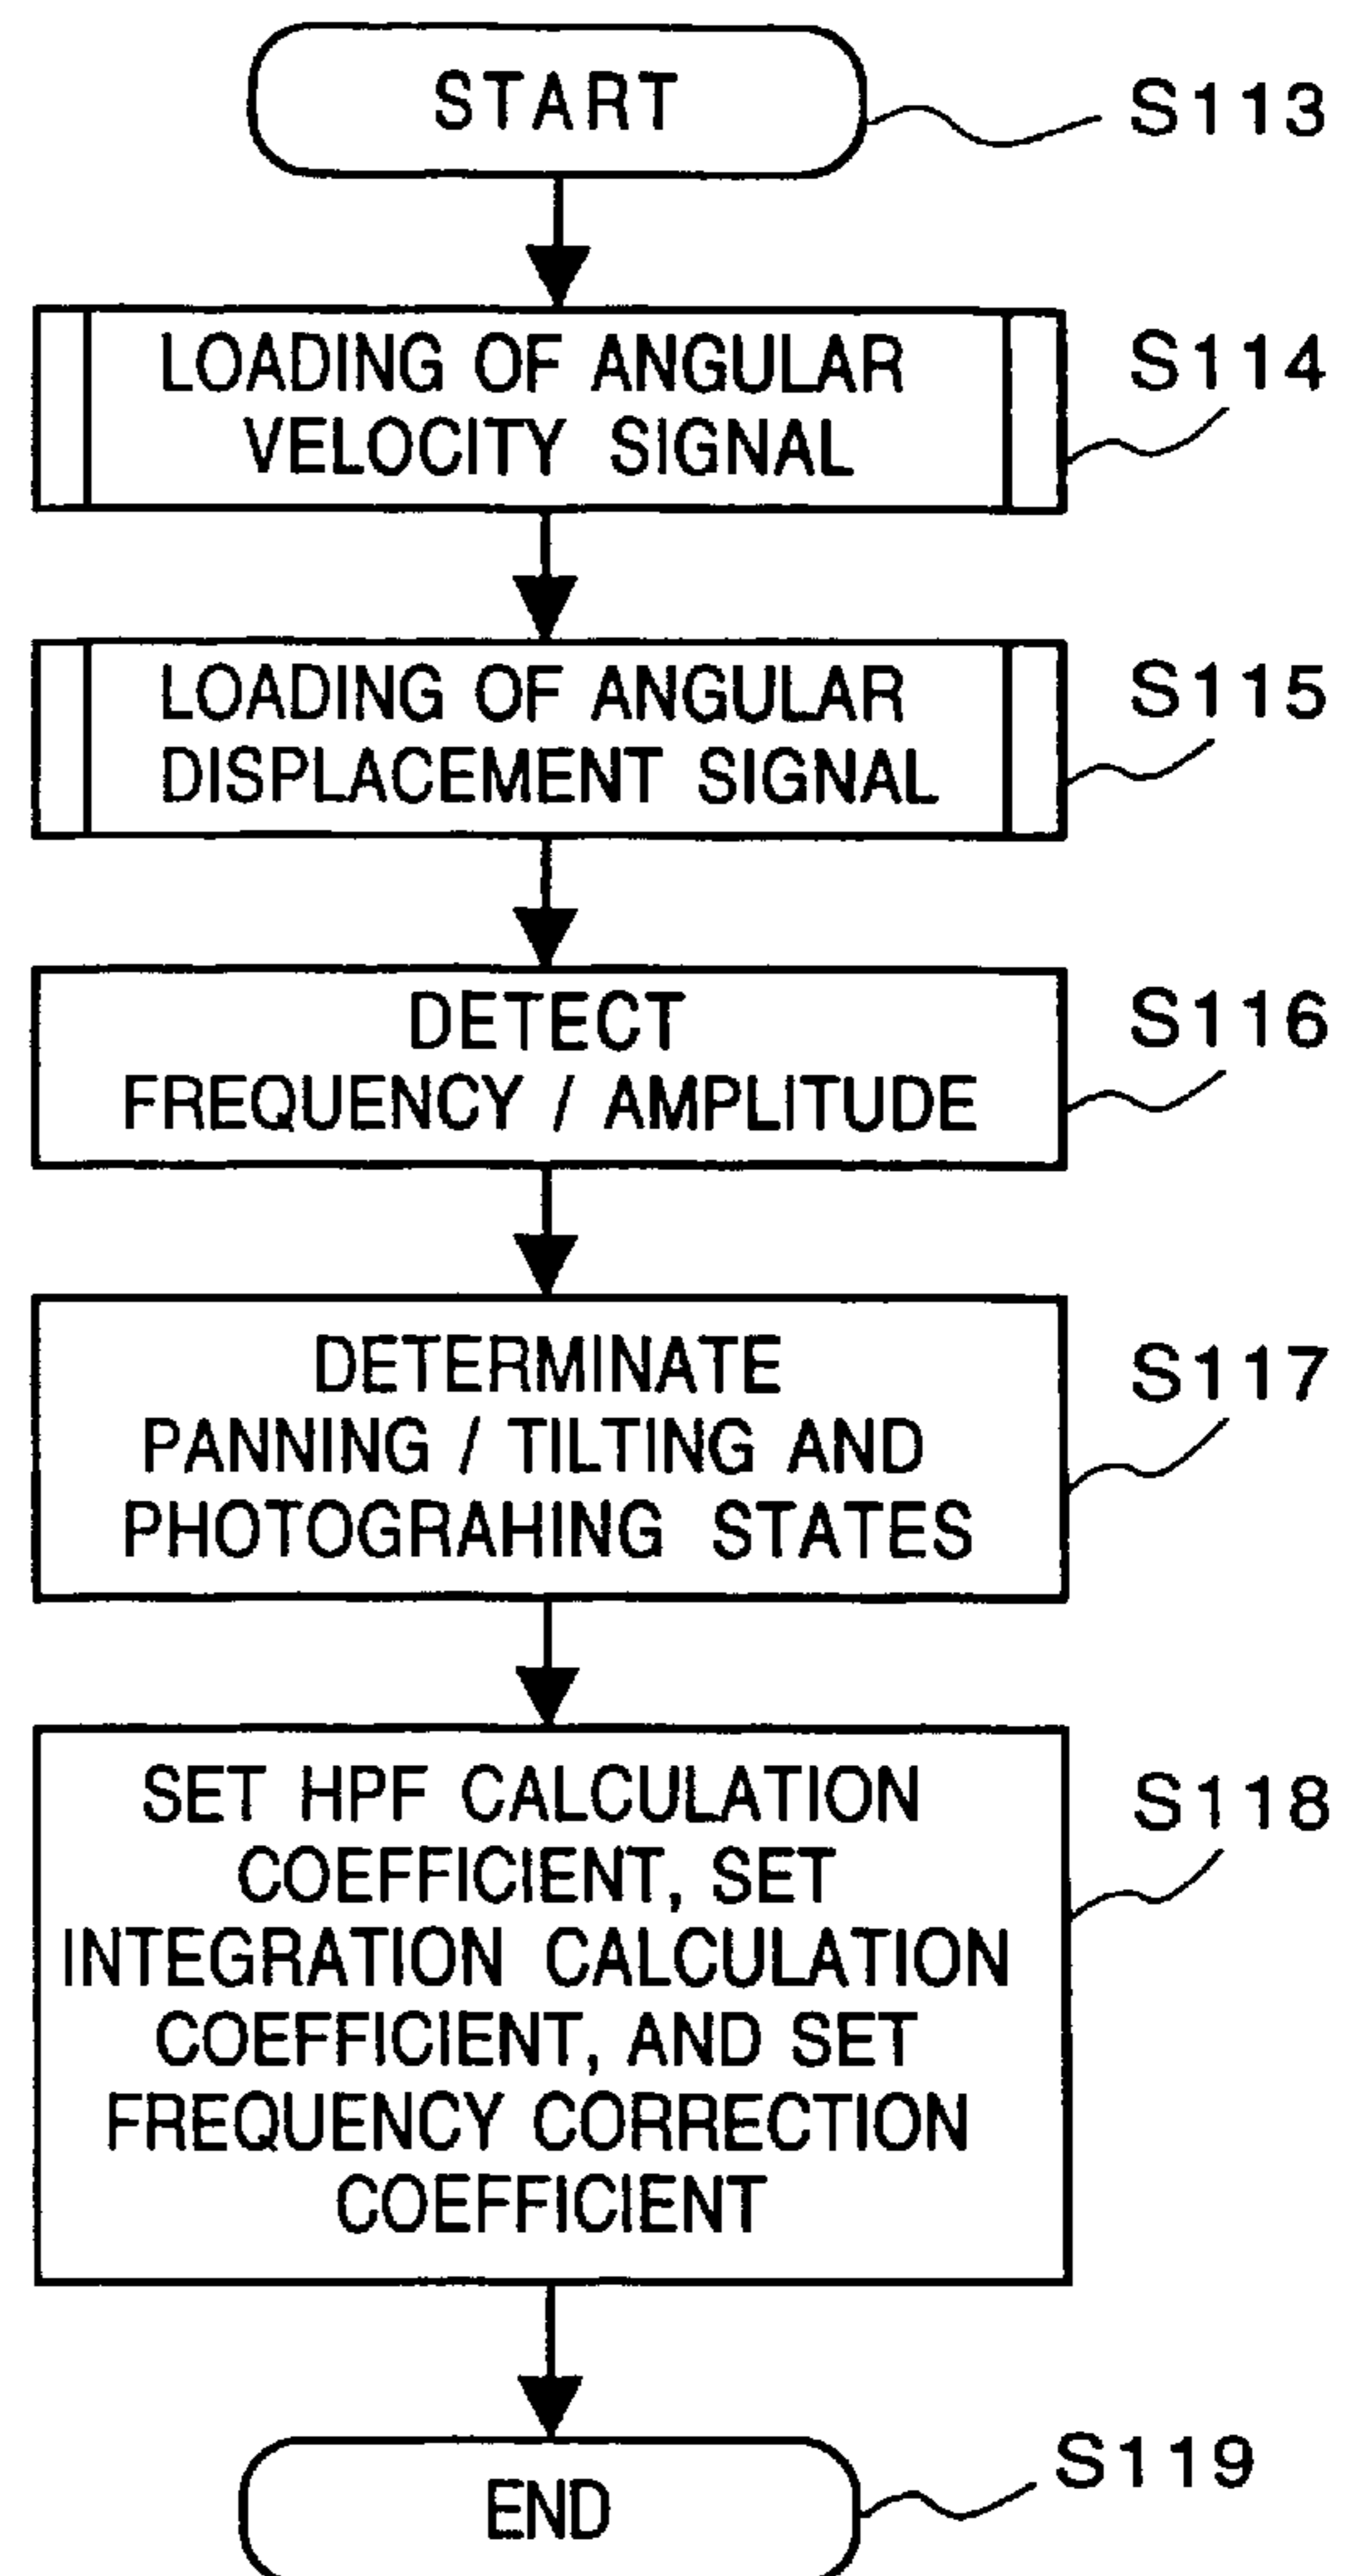 START
S113
LOADING OF ANGULAR
VELOCITY SIGNAL
S114
LOADING OF ANGULAR
DISPLACEMENT SIGNAL
S115
DETECT
FREQUENCY / AMPLITUDE
S116
DETERMINATE
PANNING / TILTING AND
PHOTOGRAHING STATES
S117
SET HPF CALCULATION
COEFFICIENT, SET
INTEGRATION CALCULATION
COEFFICIENT, AND SET
FREQUENCY CORRECTION
COEFFICIENT
S118
END
S119